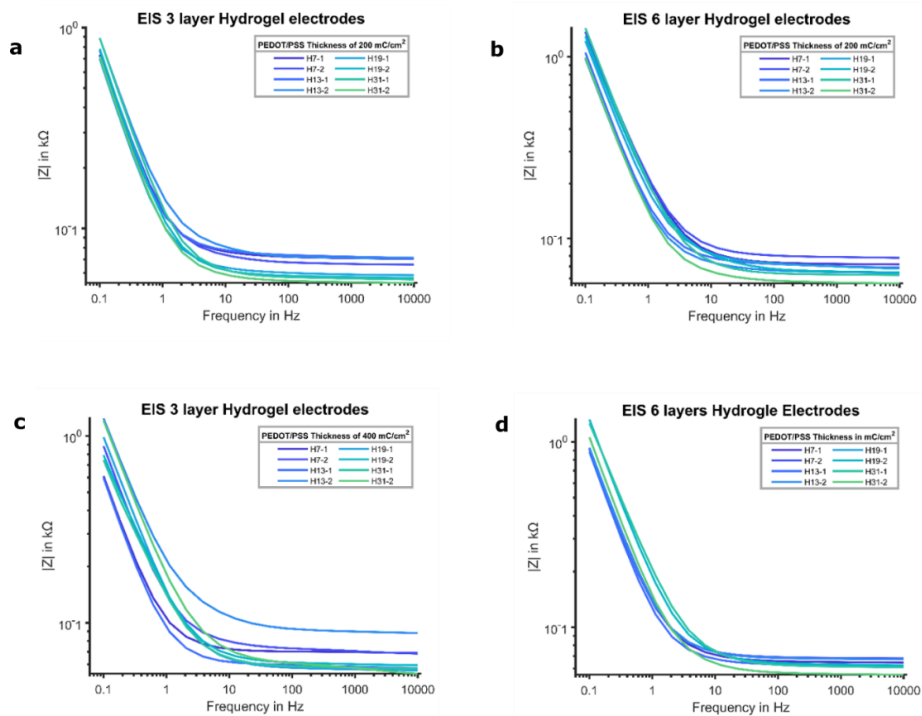 a
EIS 3 layer Hydrogel electrodes
PEDOT/PSS Thickness of 200 mC/cm²
H7-1 H19-1
H7-2 H19-2
H13-1 H31-1
H13-2 H31-2
10⁰
|Z| in kΩ
10⁻¹
0.1 1 10 100 1000 10000
Frequency in Hz
b
EIS 6 layer Hydrogel electrodes
PEDOT/PSS Thickness of 200 mC/cm²
H7-1 H19-1
H7-2 H19-2
H13-1 H31-1
H13-2 H31-2
10⁰
|Z| in kΩ
10⁻¹
0.1 1 10 100 1000 10000
Frequency in Hz
c
EIS 3 layer Hydrogel electrodes
PEDOT/PSS Thickness of 400 mC/cm²
H7-1 H19-1
H7-2 H19-2
H13-1 H31-1
H13-2 H31-2
10⁰
|Z| in kΩ
10⁻¹
0.1 1 10 100 1000 10000
Frequency in Hz
d
EIS 6 layers Hydrogle Electrodes
PEDOT/PSS Thickness in mC/cm²
H7-1 H19-1
H7-2 H19-2
H13-1 H31-1
H13-2 H31-2
10⁰
|Z| in kΩ
10⁻¹
0.1 1 10 100 1000 10000
Frequency in Hz